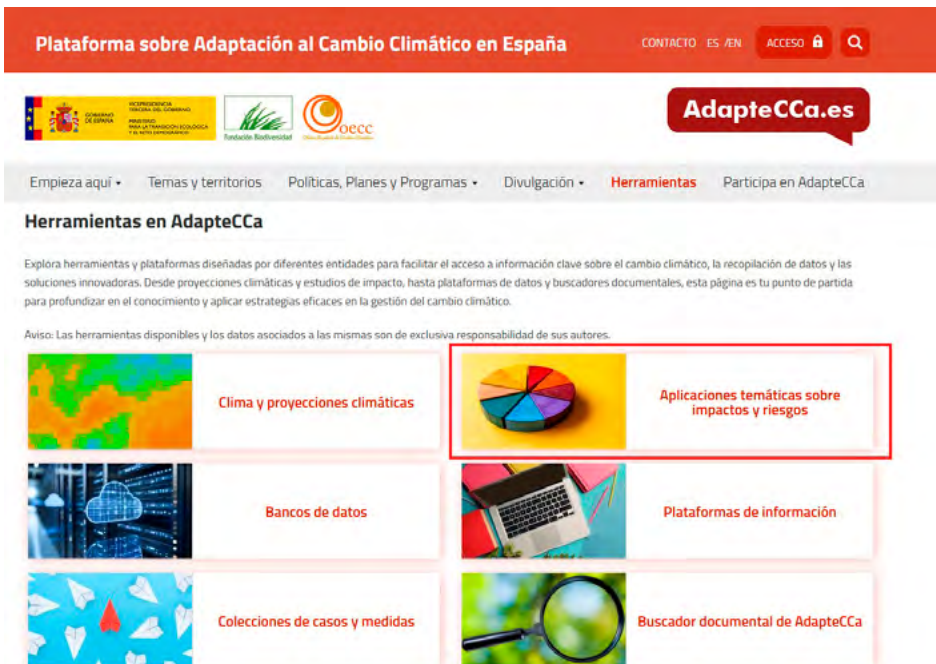 Plataforma sobre Adaptación al Cambio Climático en España
CONTACTO ES /EN ACCESO
GOBIERNO DE ESPAÑA
VICEPRESIDENCIA
TERCERA DEL GOBIERNO
MINISTERIO
PARA LA TRANSICIÓN ECOLÓGICA
Y EL RETO DEMOGRÁFICO
Fundación Biodiversidad
oecc
AdapteCCa.es
Empieza aquí Temas y territorios Políticas, Planes y Programas Divulgación Herramientas Participa en AdapteCCa
Herramientas en AdapteCCa
Explora herramientas y plataformas diseñadas por diferentes entidades para facilitar el acceso a información clave sobre el cambio climático, la recopilación de datos y las
soluciones innovadoras. Desde proyecciones climáticas y estudios de impacto, hasta plataformas de datos y buscadores documentales, esta página es tu punto de partida
para profundizar en el conocimiento y aplicar estrategias eficaces en la gestión del cambio climático.
Aviso: Las herramientas disponibles y los datos asociados a las mismas son de exclusiva responsabilidad de sus autores.
Clima y proyecciones climáticas
Aplicaciones temáticas sobre
impactos y riesgos
Bancos de datos
Plataformas de información
Colecciones de casos y medidas
Buscador documental de AdapteCCa